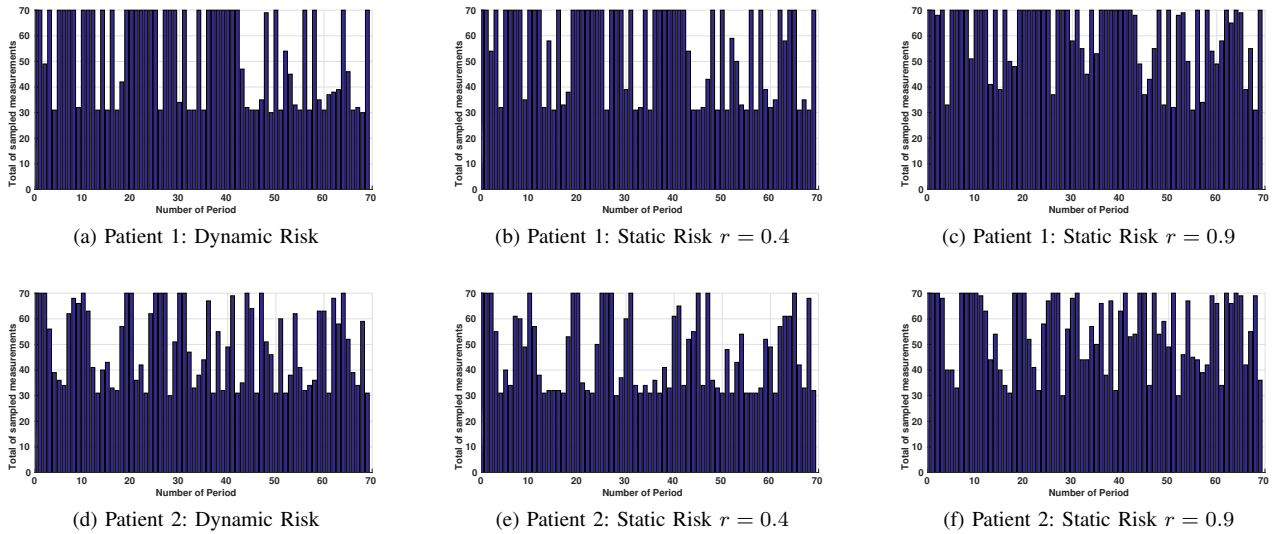 Total of sampled measurements
70
60
50
40
30
20
10
0
0 10 20 30 40 50 60 70
Number of Period
(a) Patient 1: Dynamic Risk
Total of sampled measurements
70
60
50
40
30
20
10
0
0 10 20 30 40 50 60 70
Number of Period
(b) Patient 1: Static Risk r = 0.4
Total of sampled measurements
70
60
50
40
30
20
10
0
0 10 20 30 40 50 60 70
Number of Period
(c) Patient 1: Static Risk r = 0.9
Total of sampled measurements
70
60
50
40
30
20
10
0
0 10 20 30 40 50 60 70
Number of Period
(d) Patient 2: Dynamic Risk
Total of sampled measurements
70
60
50
40
30
20
10
0
0 10 20 30 40 50 60 70
Number of Period
(e) Patient 2: Static Risk r = 0.4
Total of sampled measurements
70
60
50
40
30
20
10
0
0 10 20 30 40 50 60 70
Number of Period
(f) Patient 2: Static Risk r = 0.9